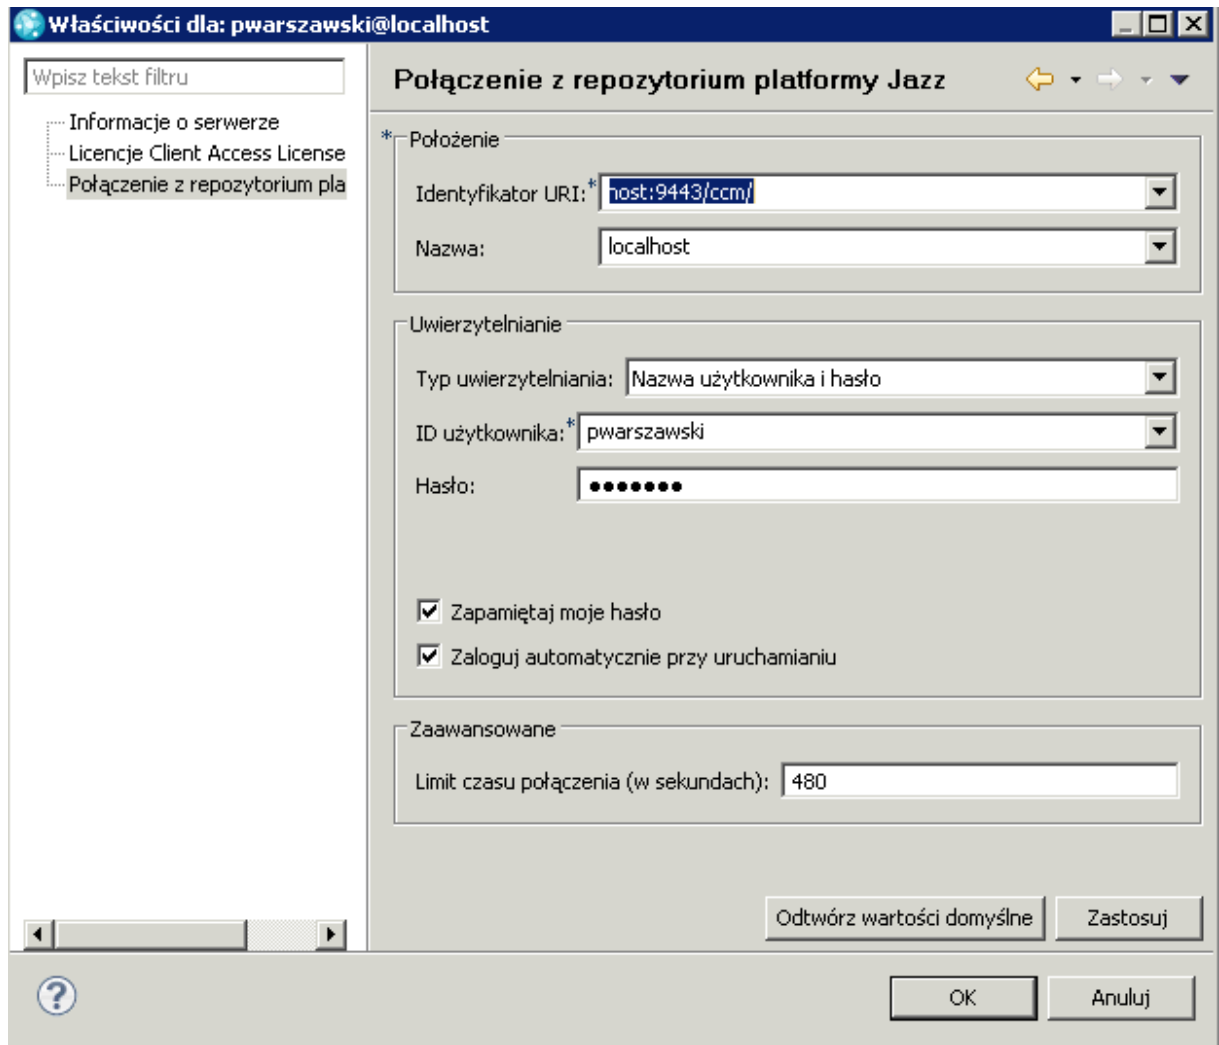 Właściwości dla: pwarszawski@localhost
Wpisz tekst filtru
Informacje o serwerze
Licencje Client Access License
Połączenie z repozytorium pla
Połączenie z repozytorium platformy Jazz
* Położenie
Identyfikator URI:* host:9443/ccm/
Nazwa: localhost
Uwierzytelnianie
Typ uwierzytelniania: Nazwa użytkownika i hasło
ID użytkownika:* pwarszawski
Hasło: ●●●●●●●
Zapamiętaj moje hasło
Zaloguj automatycznie przy uruchamianiu
Zaawansowane
Limit czasu połączenia (w sekundach): 480
Odtwórz wartości domyślne Zastosuj
? OK Anuluj